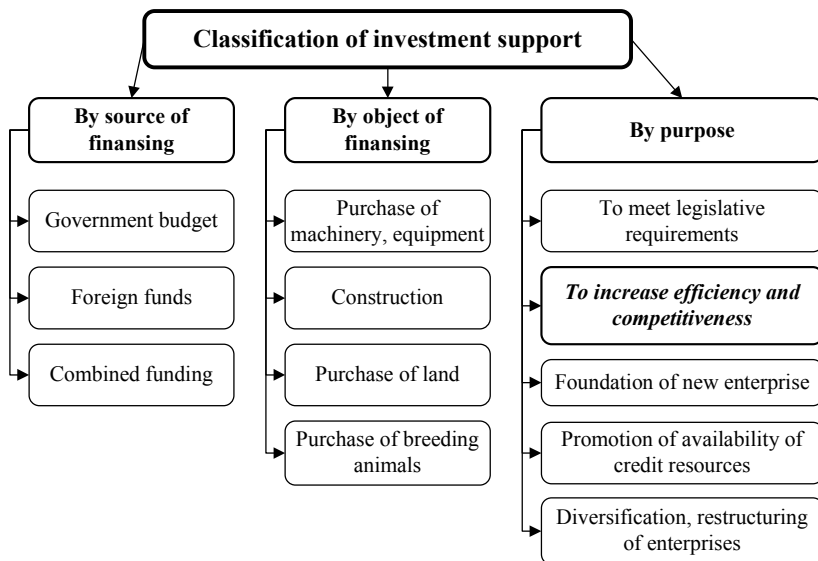 Classification of investment support
By source of
finansing
Government budget
Foreign funds
Combined funding
By object of
finansing
Purchase of
machinery, equipment
Construction
Purchase of land
Purchase of breeding
animals
By purpose
To meet legislative
requirements
To increase efficiency and
competitiveness
Foundation of new enterprise
Promotion of availability of
credit resources
Diversification, restructuring
of enterprises